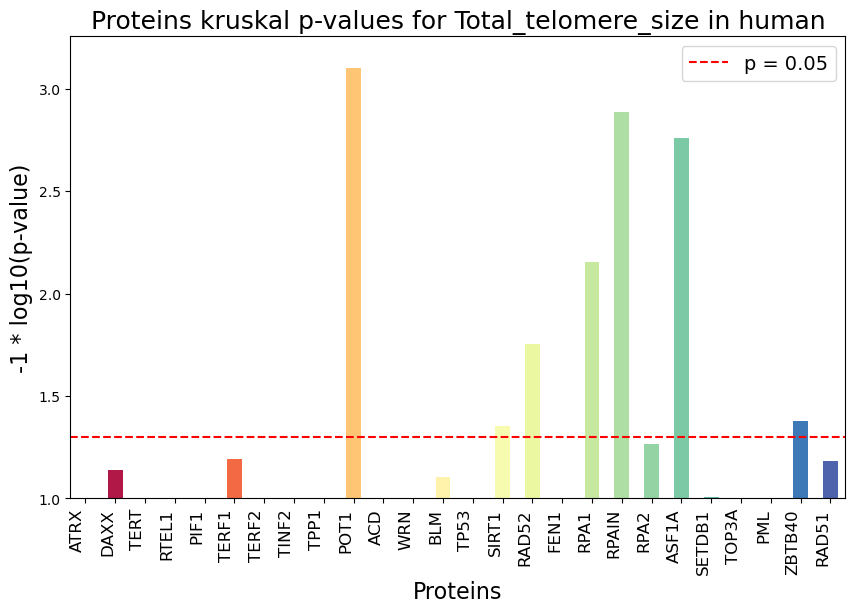 Proteins kruskal p-values for Total_telomere_size in human
p = 0.05
-1 * log10(p-value)
3.0
2.5
2.0
1.5
1.0
ATRX
DAXX
TERT
RTEL1
PIF1
TERF1
TERF2
TINF2
TPP1
POT1
ACD
WRN
BLM
TP53
SIRT1
RAD52
FEN1
RPA1
RPAIN
RPA2
ASF1A
SETDB1
TOP3A
PML
ZBTB40
RAD51
Proteins